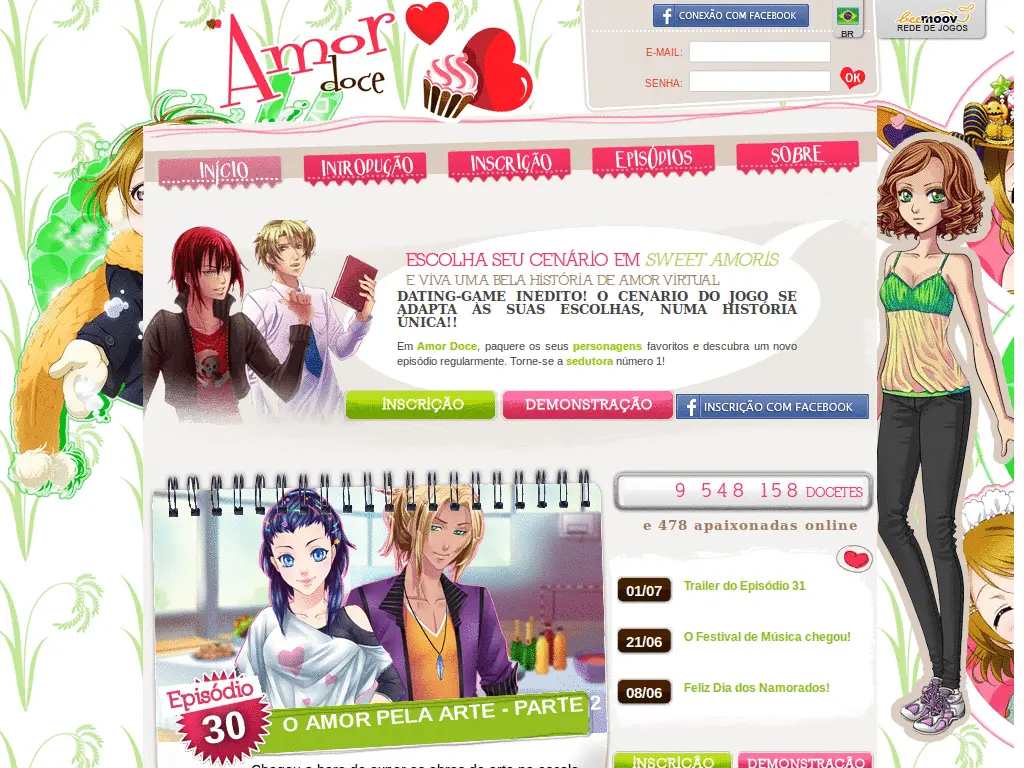 Amor
doce
CONEXÃO COM FACEBOOK
BR
beemoov
REDE DE JOGOS
E-MAIL:
SENHA:
OK
INÍCIO
INTRODUÇÃO
INSCRIÇÃO
EPISÓDIOS
SOBRE
ESCOLHA SEU CENÁRIO EM SWEET AMORIS
E VIVA UMA BELA HISTÓRIA DE AMOR VIRTUAL
DATING-GAME INEDITO! O CENARIO DO JOGO SE
ADAPTA ÀS SUAS ESCOLHAS, NUMA HISTÓRIA
ÚNICA!!
Em Amor Doce, paquere os seus personagens favoritos e descubra um novo
episódio regularmente. Torne-se a sedutora número 1!
INSCRIÇÃO
DEMONSTRAÇÃO
INSCRIÇÃO COM FACEBOOK
9 548 158 DOCETES
e 478 apaixonadas online
01/07 Trailer do Episódio 31
21/06 O Festival de Música chegou!
08/06 Feliz Dia dos Namorados!
Episódio
30
O AMOR PELA ARTE - PARTE 2
INSCRIÇÃO
DEMONSTRAÇÃO